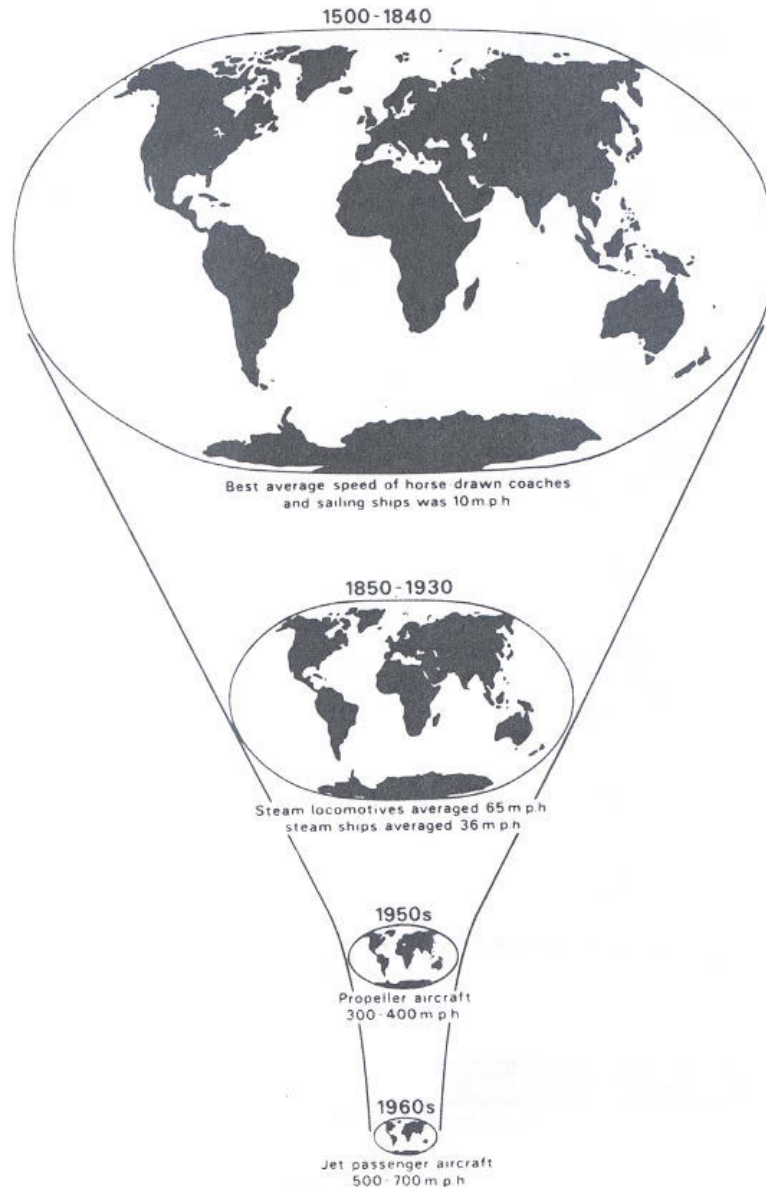 1500-1840
Best average speed of horse drawn coaches
and sailing ships was 10 m.p.h
1850-1930
Steam locomotives averaged 65 m p.h
steam ships averaged 36 m p.h
1950s
Propeller aircraft
300-400 m p h
1960s
Jet passenger aircraft
500-700 m p h